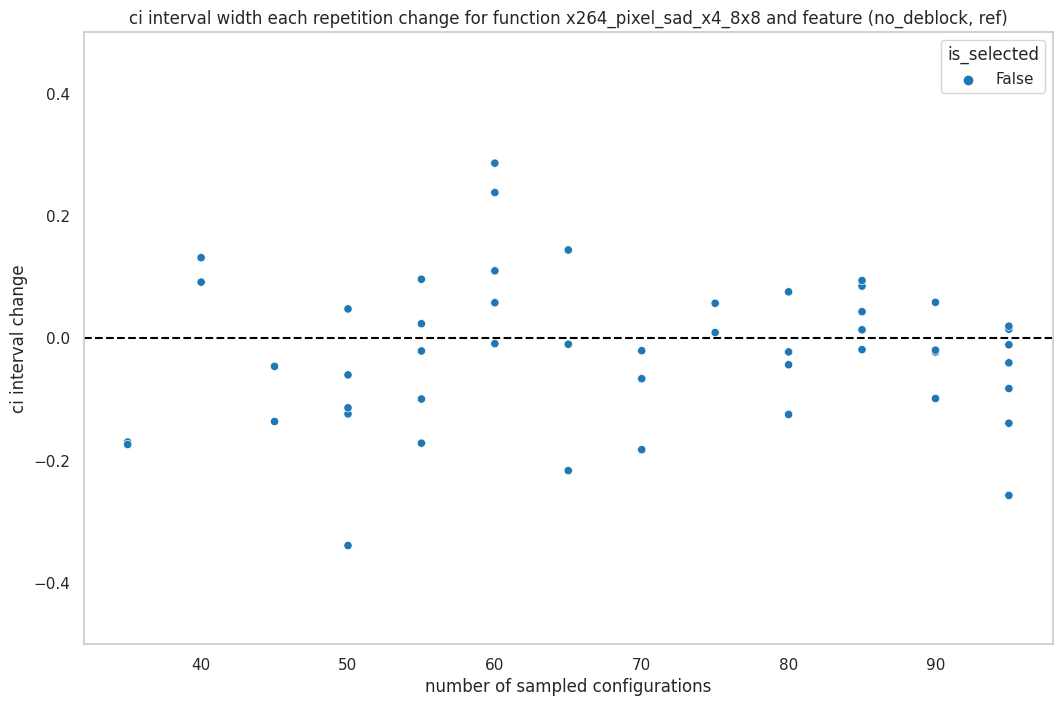 ci interval width each repetition change for function x264_pixel_sad_x4_8x8 and feature (no_deblock, ref)
is_selected
False
ci interval change
0.4
0.2
0.0
−0.2
−0.4
40 50 60 70 80 90
number of sampled configurations